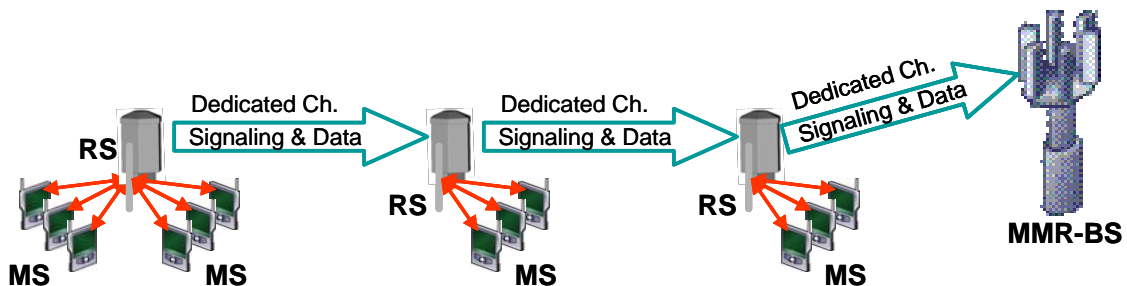 Dedicated Ch.
Signaling & Data
Dedicated Ch.
Signaling & Data
Dedicated Ch.
Signaling & Data
RS
RS
RS
MMR-BS
MS
MS
MS
MS